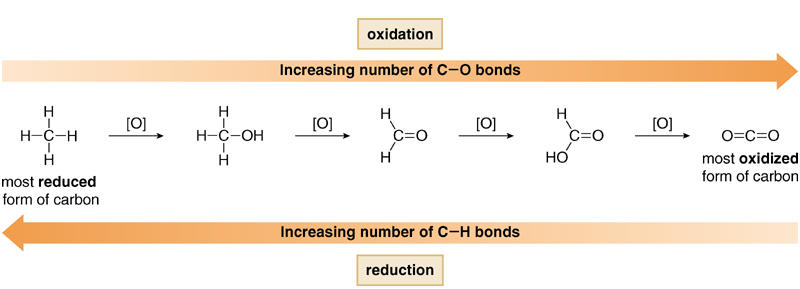 oxidation
Increasing number of C−O bonds
H
H−C−H
H
[O]
H
H−C−OH
H
[O]
H
C=O
H
[O]
H
C=O
HO
[O]
O=C=O
most reduced
form of carbon
most oxidized
form of carbon
Increasing number of C−H bonds
reduction